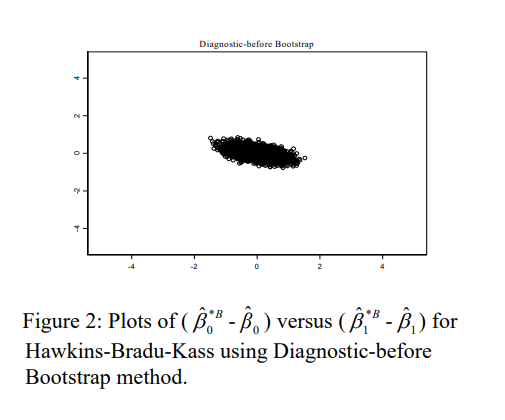 Diagnostic-before Bootstrap
4
2
0
-2
-4
-4 -2 0 2 4
Figure 2: Plots of ( β̂₀*ᴮ - β̂₀ ) versus ( β̂₁*ᴮ - β̂₁ ) for
Hawkins-Bradu-Kass using Diagnostic-before
Bootstrap method.